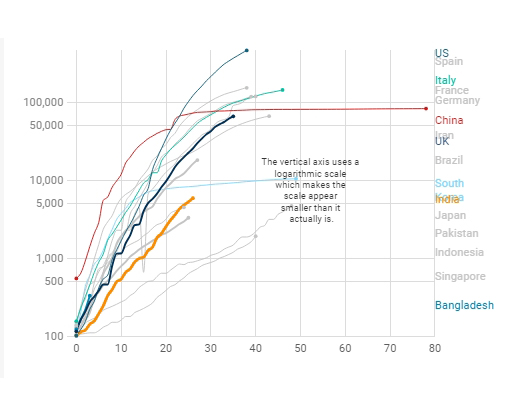 US
Spain
Italy
France
Germany
100,000
China
50,000
Iran
UK
The vertical axis uses a
logarithmic scale
which makes the
scale appear
smaller than it
actually is.
Brazil
10,000
South
Korea
India
5,000
Japan
Pakistan
1,000
Indonesia
500
Singapore
Bangladesh
100
0 10 20 30 40 50 60 70 80